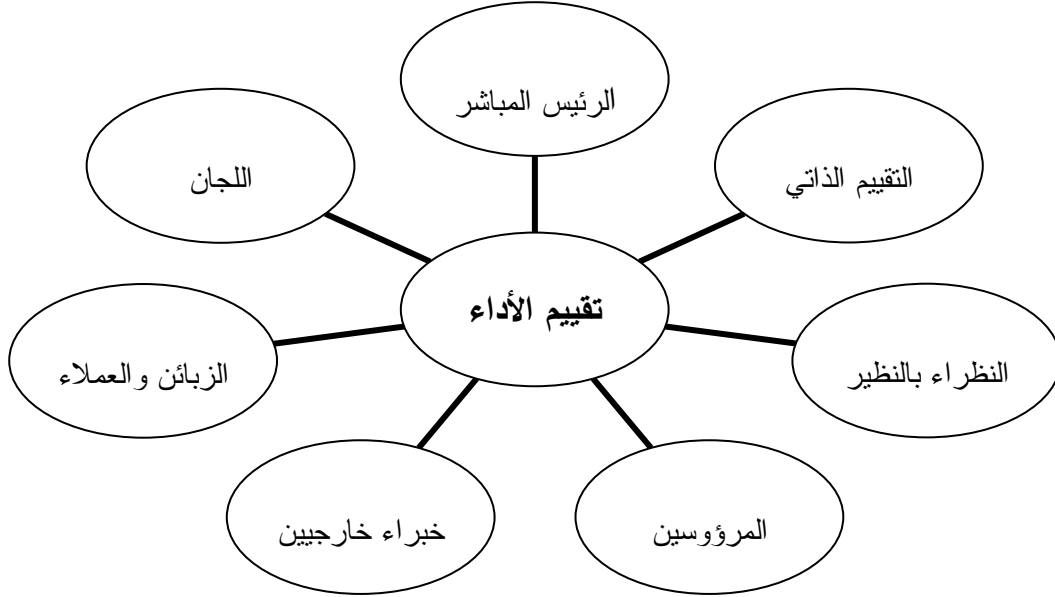 الرئيس المباشر
التقييم الذاتي
اللجان
تقييم الأداء
النظراء بالنظير
الزبائن والعملاء
المرؤوسين
خبراء خارجيين